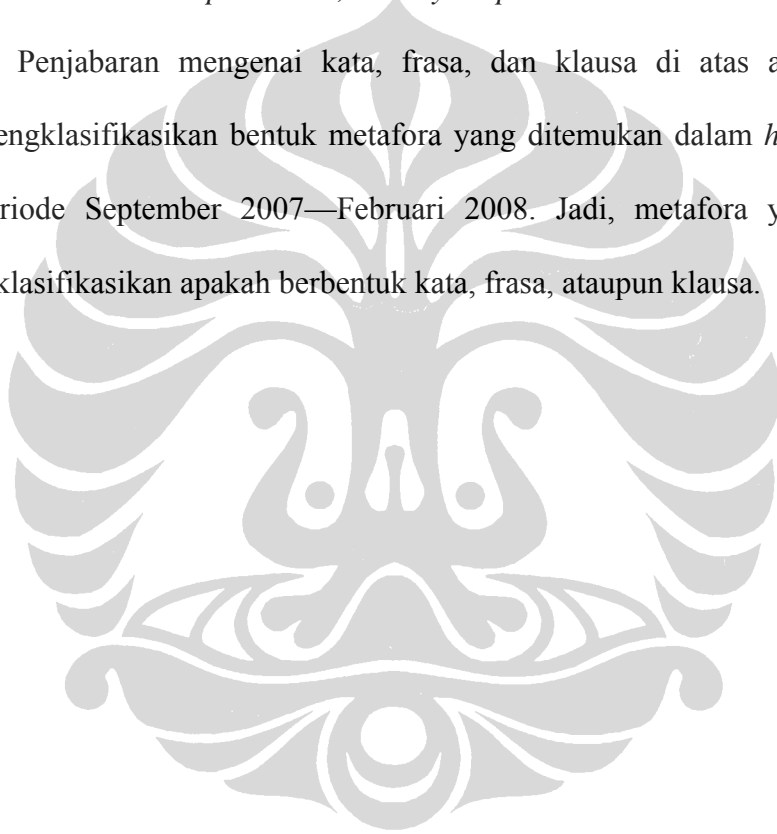 Penjabaran mengenai kata, frasa, dan klausa di atas
engklasifikasikan bentuk metafora yang ditemukan dalam
riode September 2007—Februari 2008. Jadi, metafora
klasifikasikan apakah berbentuk kata, frasa, ataupun klausa.